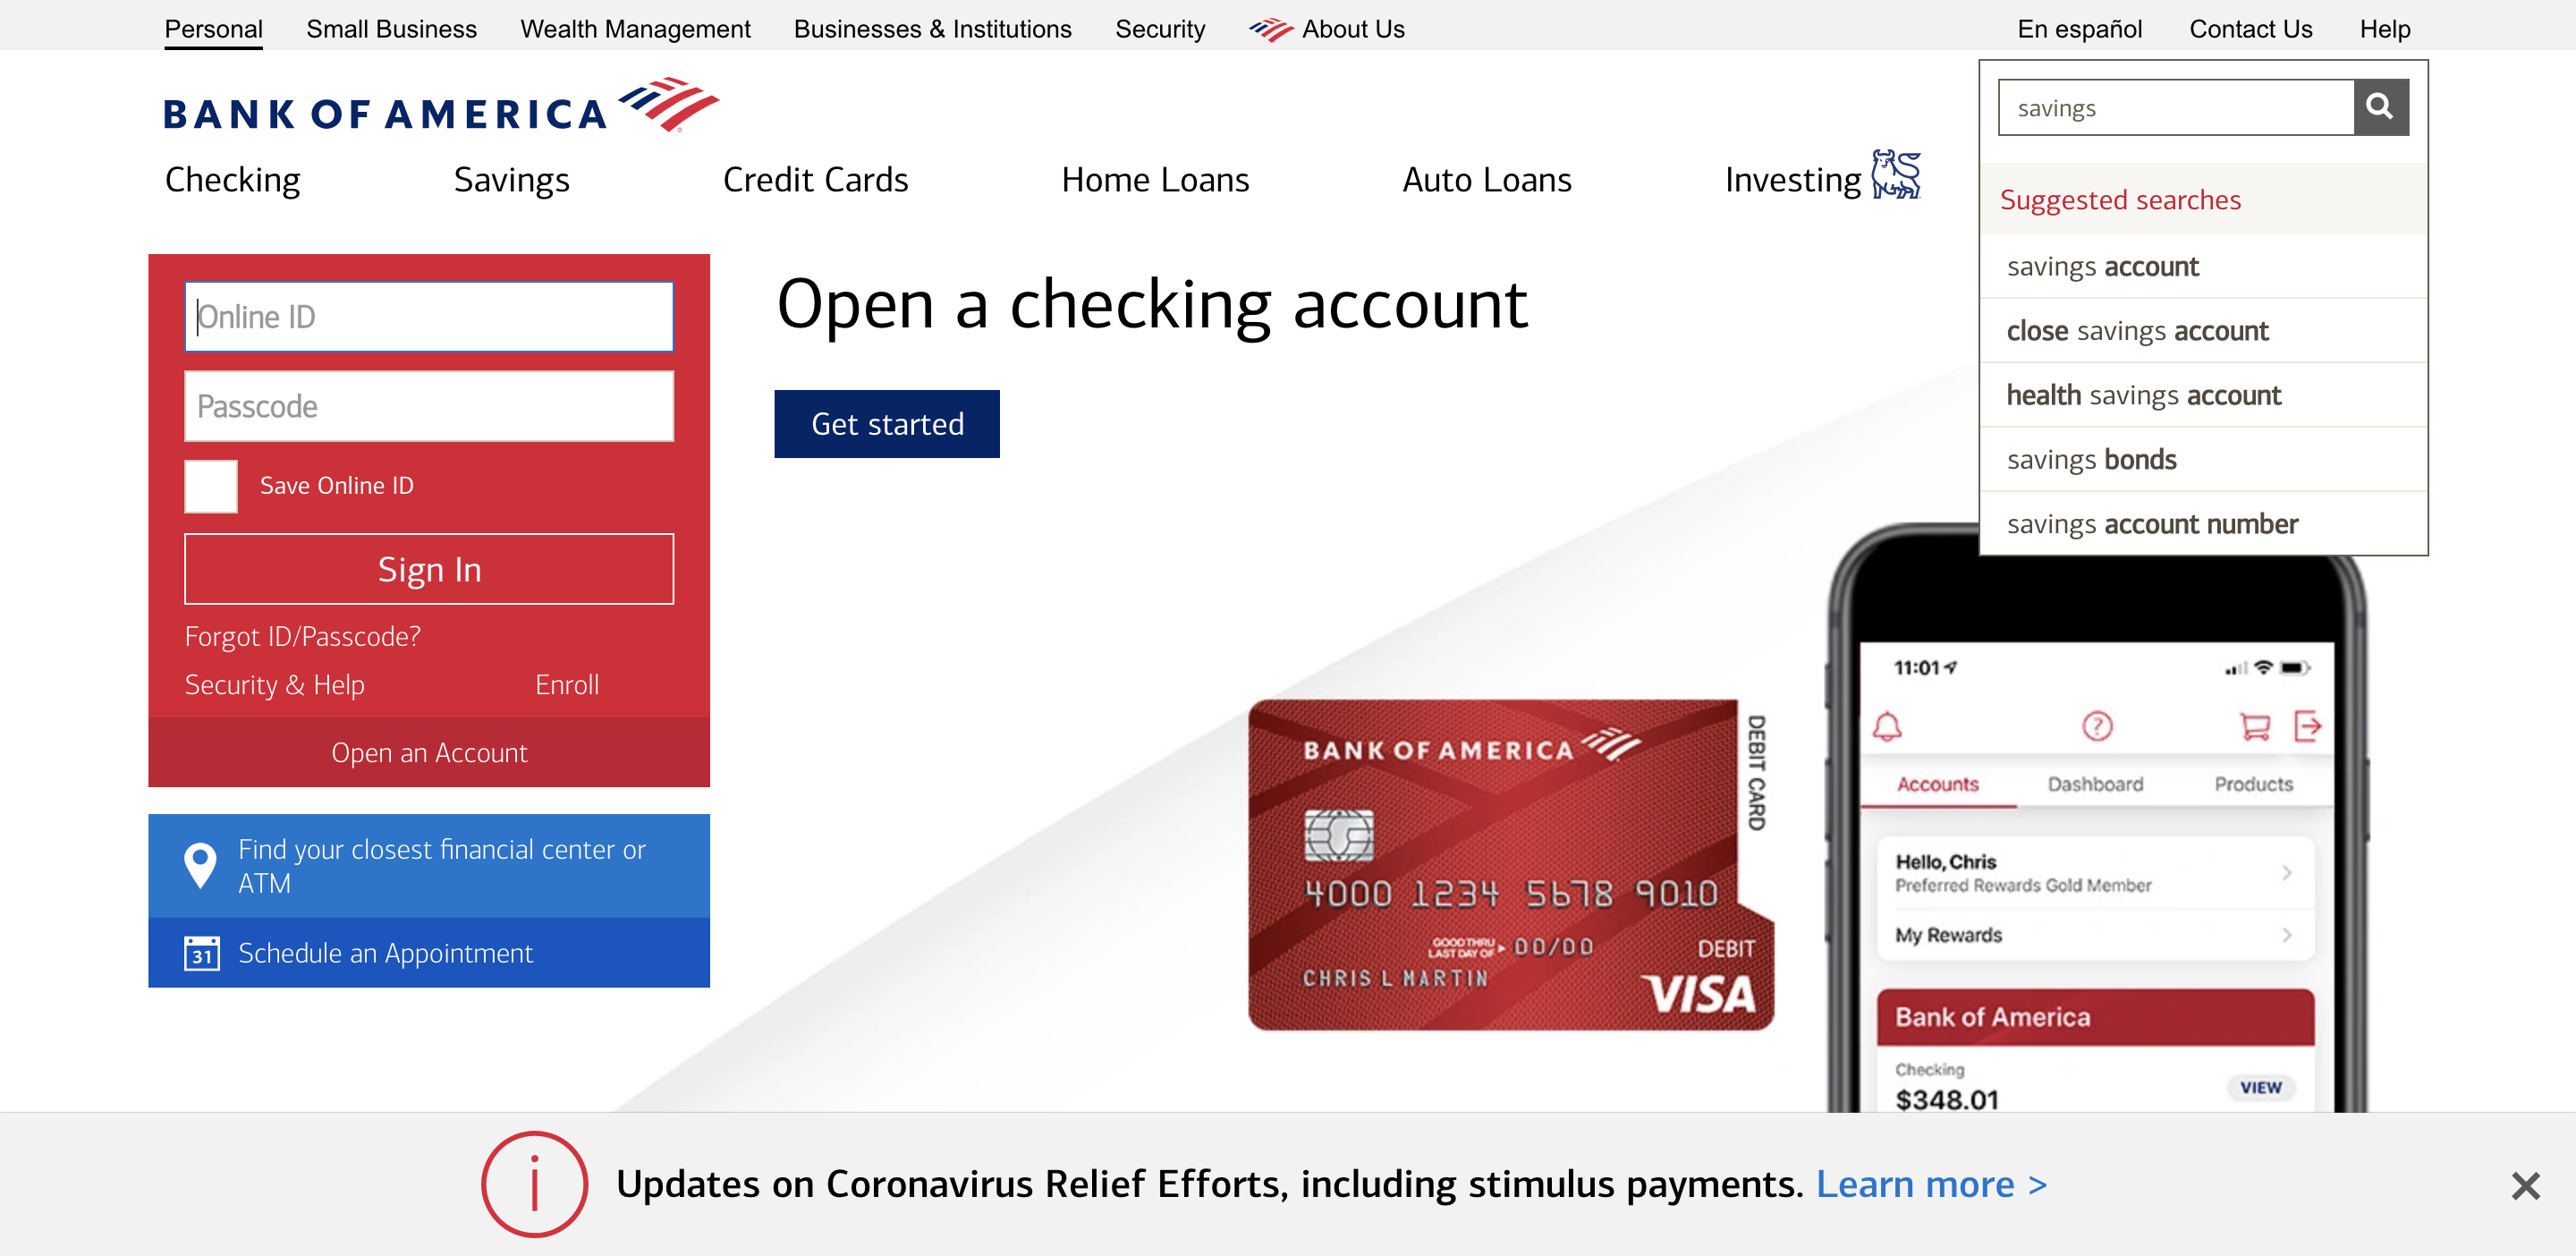 Personal Small Business Wealth Management Businesses & Institutions Security About Us En español Contact Us Help
BANK OF AMERICA
savings
Checking Savings Credit Cards Home Loans Auto Loans Investing
Suggested searches
savings account
close savings account
health savings account
savings bonds
savings account number
Online ID
Passcode
Save Online ID
Sign In
Forgot ID/Passcode?
Security & Help Enroll
Open an Account
Find your closest financial center or
ATM
31 Schedule an Appointment
Open a checking account
Get started
BANK OF AMERICA
DEBIT CARD
4000 1234 5678 9010
GOOD THRU
LAST DAY OF 00/00
DEBIT
CHRIS L MARTIN
VISA
11:01
?
Accounts Dashboard Products
Hello, Chris
Preferred Rewards Gold Member
My Rewards
Bank of America
Checking
$348.01
VIEW
i Updates on Coronavirus Relief Efforts, including stimulus payments. Learn more >